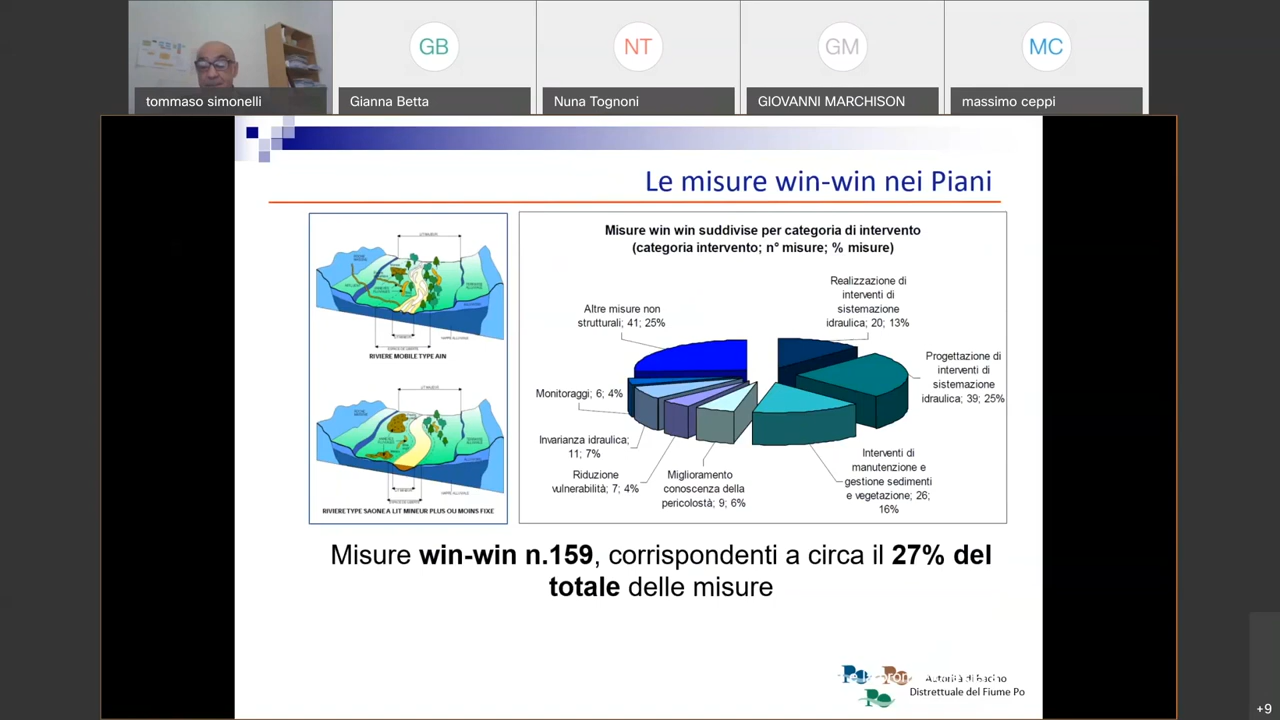 GB
NT
GM
MC
tommaso simonelli
Gianna Betta
Nuna Tognoni
GIOVANNI MARCHISON
massimo ceppi
Le misure win-win nei Piani
RIVIERE MOBILE TYPE AIN
RIVIERE TYPE SAONE A LIT MINEUR PLUS OU MOINS FIXE
Misure win win suddivise per categoria di intervento
(categoria intervento; n° misure; % misure)
Altre misure non
strutturali; 41; 25%
Realizzazione di
interventi di
sistemazione
idraulica; 20; 13%
Progettazione di
interventi di
sistemazione
idraulica; 39; 25%
Monitoraggi; 6; 4%
Invarianza idraulica;
11; 7%
Riduzione
vulnerabilità; 7; 4%
Miglioramento
conoscenza della
pericolostà; 9; 6%
Interventi di
manutenzione e
gestione sedimenti
e vegetazione; 26;
16%
Misure win-win n.159, corrispondenti a circa il 27% del
totale delle misure
Autorità di Bacino
Distrettuale del Fiume Po
+9